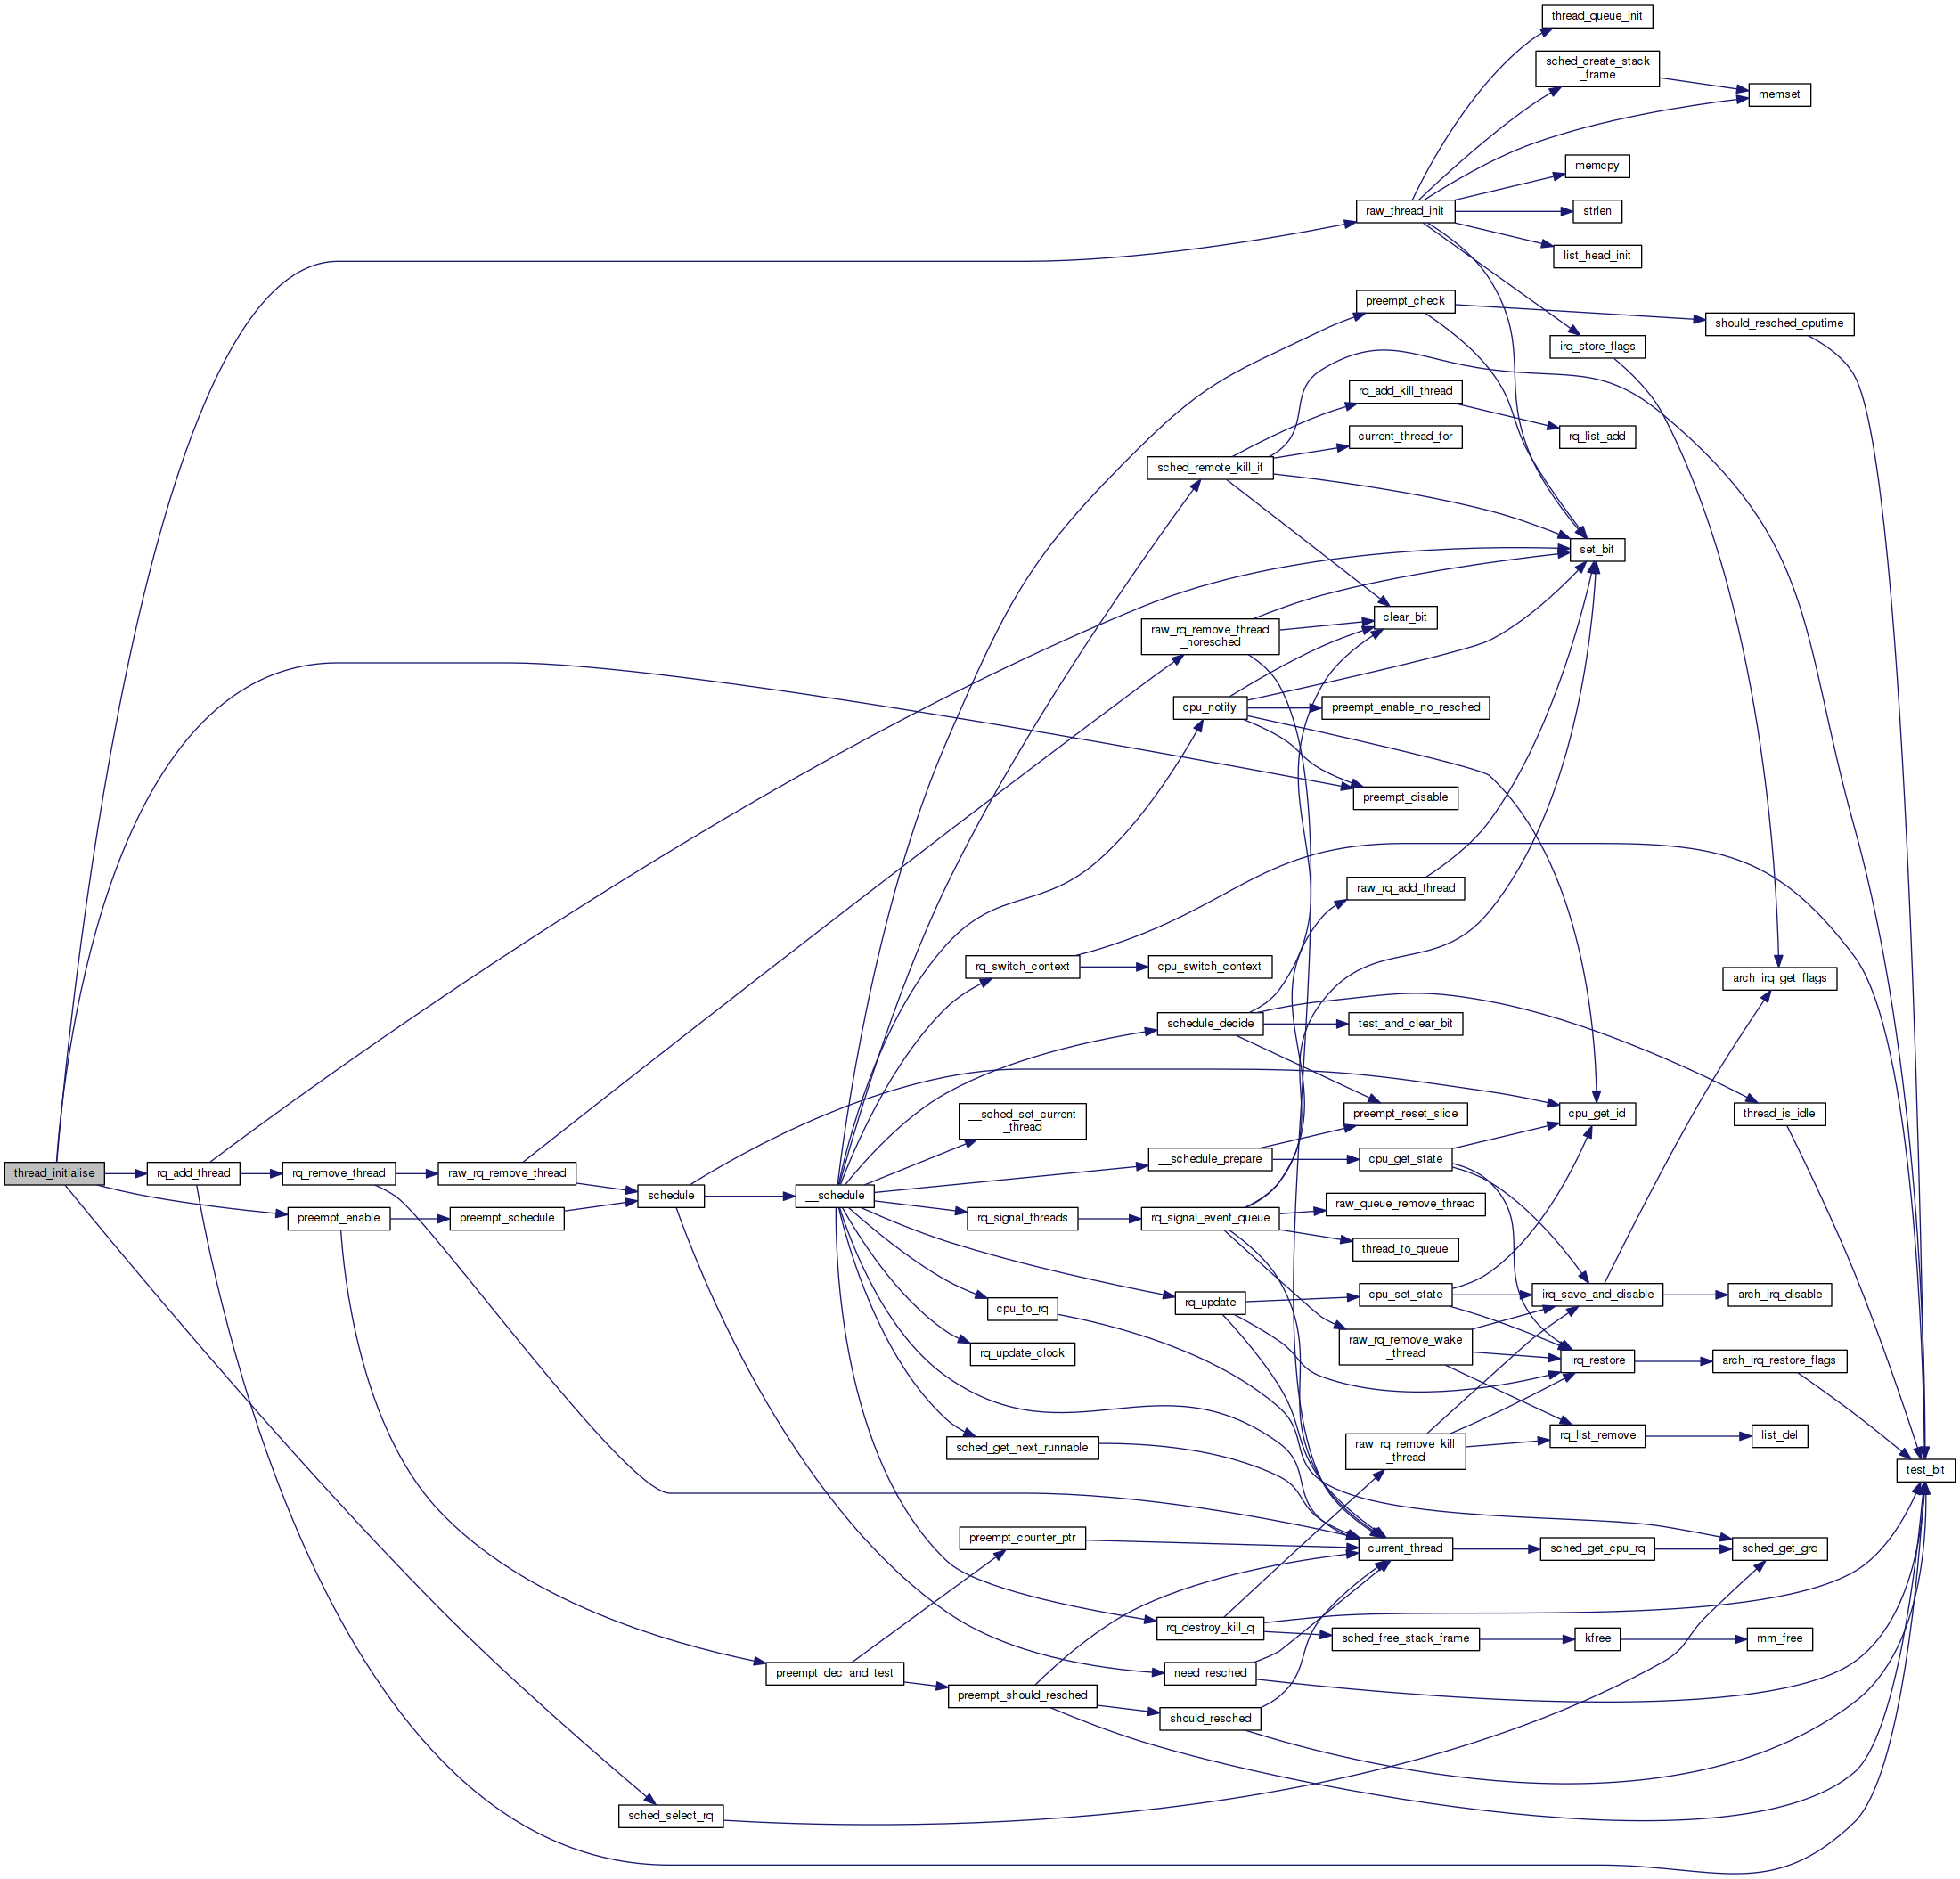 thread_queue_init
sched_create_stack
_frame
memset
memcpy
raw_thread_init
strlen
list_head_init
preempt_check
should_resched_cputime
irq_store_flags
rq_add_kill_thread
current_thread_for
rq_list_add
sched_remote_kill_if
set_bit
clear_bit
raw_rq_remove_thread
_noresched
cpu_notify
preempt_enable_no_resched
preempt_disable
raw_rq_add_thread
rq_switch_context
cpu_switch_context
arch_irq_get_flags
schedule_decide
test_and_clear_bit
__sched_set_current
_thread
preempt_reset_slice
cpu_get_id
thread_is_idle
__schedule_prepare
cpu_get_state
thread_initialise
rq_add_thread
rq_remove_thread
raw_rq_remove_thread
schedule
__schedule
raw_queue_remove_thread
preempt_enable
preempt_schedule
rq_signal_threads
rq_signal_event_queue
thread_to_queue
cpu_to_rq
rq_update
cpu_set_state
irq_save_and_disable
arch_irq_disable
rq_update_clock
raw_rq_remove_wake
_thread
irq_restore
arch_irq_restore_flags
sched_get_next_runnable
raw_rq_remove_kill
_thread
rq_list_remove
list_del
test_bit
preempt_counter_ptr
current_thread
sched_get_cpu_rq
sched_get_grq
rq_destroy_kill_q
sched_free_stack_frame
kfree
mm_free
preempt_dec_and_test
need_resched
preempt_should_resched
should_resched
sched_select_rq